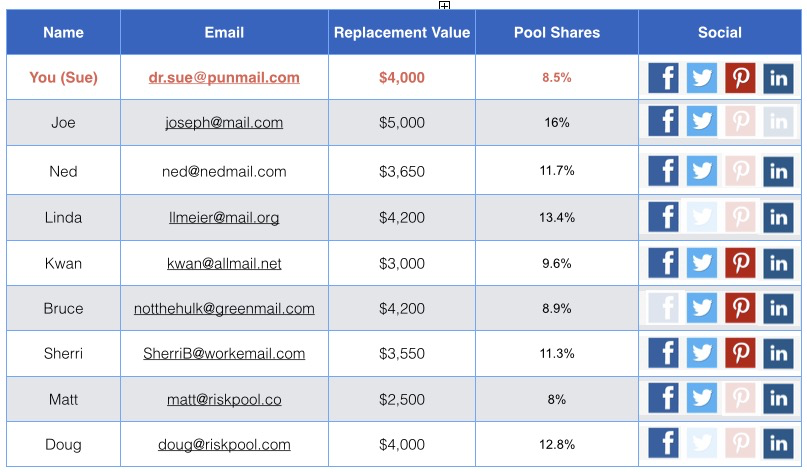 Name Email Replacement Value Pool Shares Social
You (Sue) dr.sue@punmail.com $4,000 8.5% f in
Joe joseph@mail.com $5,000 16% f in
Ned ned@nedmail.com $3,650 11.7% f in
Linda llmeier@mail.org $4,200 13.4% f in
Kwan kwan@allmail.net $3,000 9.6% f in
Bruce notthehulk@greenmail.com $4,200 8.9% f in
Sherri SherriB@workemail.com $3,550 11.3% f in
Matt matt@riskpool.co $2,500 8% f in
Doug doug@riskpool.com $4,000 12.8% f in